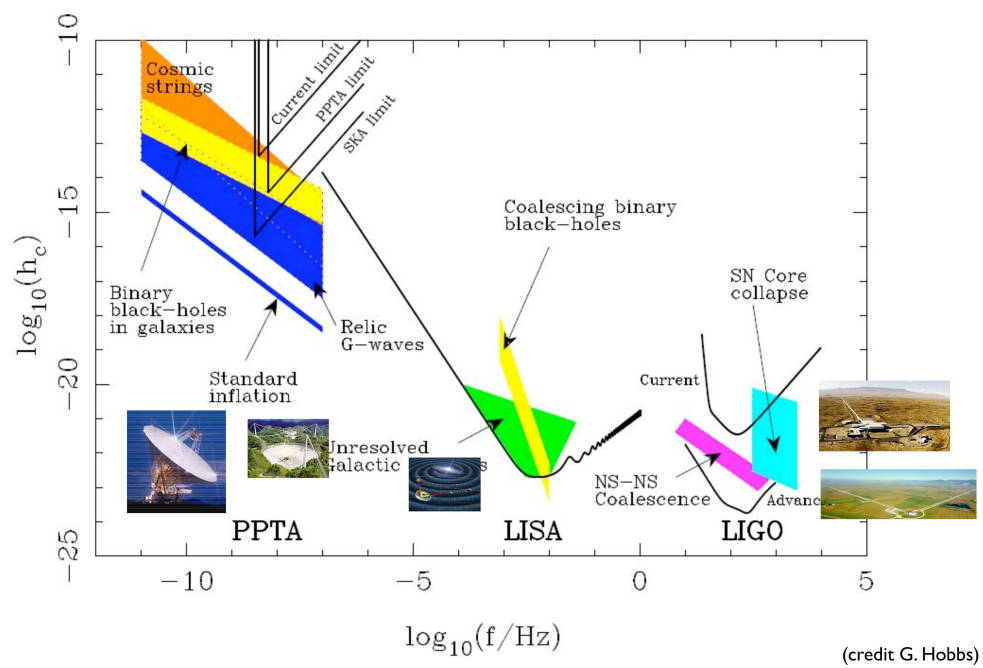 −10
−15
−20
−25
log10(hc)
Cosmic
strings
Current limit
PPTA limit
SKA limit
Coalescing binary
black−holes
SN Core
collapse
Binary
black−holes
in galaxies
Relic
G−waves
Standard
inflation
Current
Unresolved
Galactic
NS−NS
Coalescence
Advanc
PPTA
LISA
LIGO
−10
−5
0
5
log10(f/Hz)
(credit G. Hobbs)